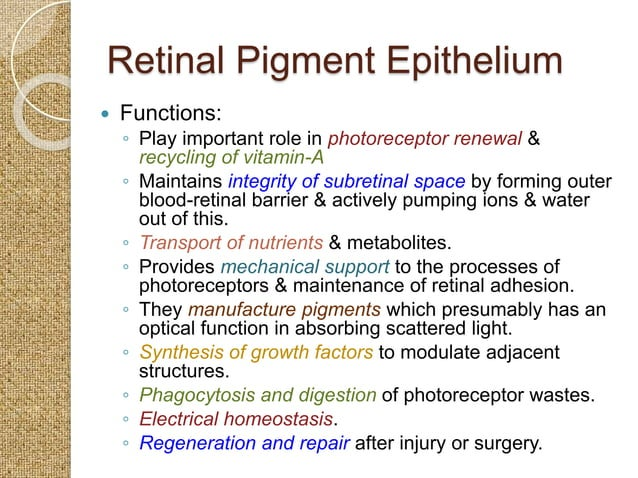 Retinal Pigment Epithelium
Functions:
Play important role in photoreceptor renewal &
recycling of vitamin-A
Maintains integrity of subretinal space by forming outer
blood-retinal barrier & actively pumping ions & water
out of this.
Transport of nutrients & metabolites.
Provides mechanical support to the processes of
photoreceptors & maintenance of retinal adhesion.
They manufacture pigments which presumably has an
optical function in absorbing scattered light.
Synthesis of growth factors to modulate adjacent
structures.
Phagocytosis and digestion of photoreceptor wastes.
Electrical homeostasis.
Regeneration and repair after injury or surgery.